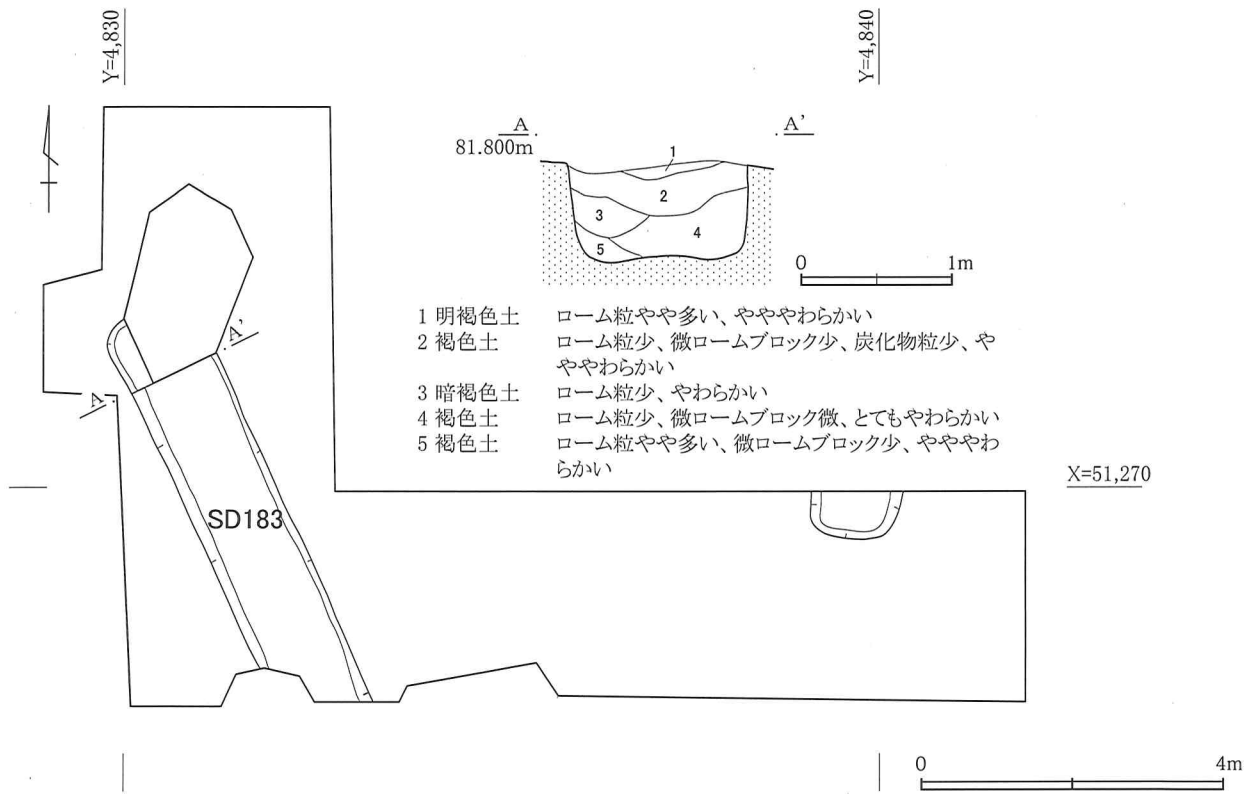 Y=4,830
Y=4,840
A
A'
81.800m
1
2
3
4
5
0 1m
1 明褐色土 ローム粒やや多い、やややわらかい
2 褐色土 ローム粒少、微ロームブロック少、炭化物粒少、や
ややわらかい
3 暗褐色土 ローム粒少、やわらかい
4 褐色土 ローム粒少、微ロームブロック微、とてもやわらかい
5 褐色土 ローム粒やや多い、微ロームブロック少、やややわ
らかい
A'
A
X=51,270
SD183
0 4m